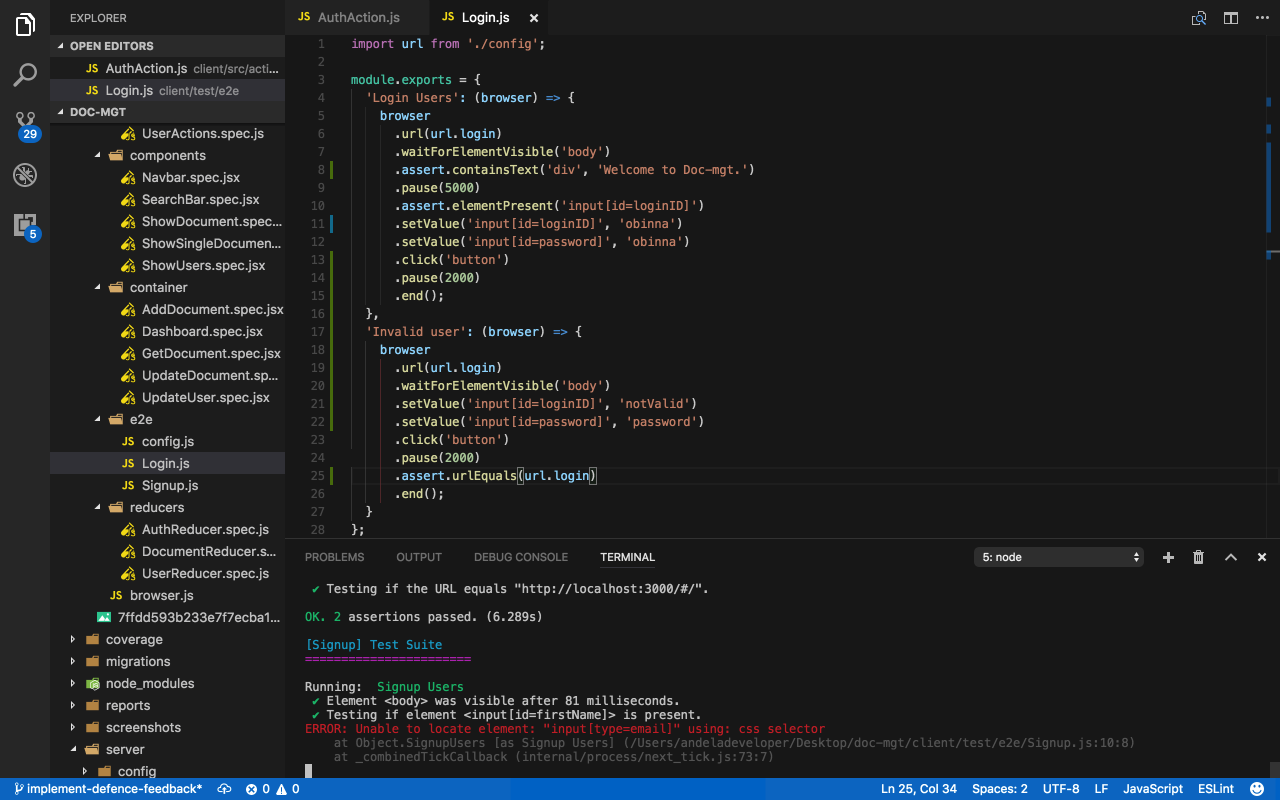 EXPLORER
OPEN EDITORS
JS AuthAction.js client/src/acti...
JS Login.js client/test/e2e
DOC-MGT
UserActions.spec.js
components
Navbar.spec.jsx
SearchBar.spec.jsx
ShowDocument.spec...
ShowSingleDocumen...
ShowUsers.spec.jsx
container
AddDocument.spec.jsx
Dashboard.spec.jsx
GetDocument.spec.jsx
UpdateDocument.sp...
UpdateUser.spec.jsx
e2e
JS config.js
JS Login.js
JS Signup.js
reducers
AuthReducer.spec.js
DocumentReducer.s...
UserReducer.spec.js
JS browser.js
7ffdd593b233e7f7ecba1...
coverage
migrations
node_modules
reports
screenshots
server
config
29
5
JS AuthAction.js
JS Login.js
1 import url from './config';
2
3 module.exports = {
4 'Login Users': (browser) => {
5 browser
6 .url(url.login)
7 .waitForElementVisible('body')
8 .assert.containsText('div', 'Welcome to Doc-mgt.')
9 .pause(5000)
10 .assert.elementPresent('input[id=loginID]')
11 .setValue('input[id=loginID]', 'obinna')
12 .setValue('input[id=password]', 'obinna')
13 .click('button')
14 .pause(2000)
15 .end();
16 },
17 'Invalid user': (browser) => {
18 browser
19 .url(url.login)
20 .waitForElementVisible('body')
21 .setValue('input[id=loginID]', 'notValid')
22 .setValue('input[id=password]', 'password')
23 .click('button')
24 .pause(2000)
25 .assert.urlEquals(url.login)
26 .end();
27 }
28 };
PROBLEMS OUTPUT DEBUG CONSOLE TERMINAL 5: node
✔ Testing if the URL equals "http://localhost:3000/#/".
OK. 2 assertions passed. (6.289s)
[Signup] Test Suite
=======================
Running: Signup Users
✔ Element <body> was visible after 81 milliseconds.
✔ Testing if element <input[id=firstName]> is present.
ERROR: Unable to locate element: "input[type=email]" using: css selector
at Object.SignupUsers [as Signup Users] (/Users/andeladeveloper/Desktop/doc-mgt/client/test/e2e/Signup.js:10:8)
at _combinedTickCallback (internal/process/next_tick.js:73:7)
implement-defence-feedback* 0 0 Ln 25, Col 34 Spaces: 2 UTF-8 LF JavaScript ESLint